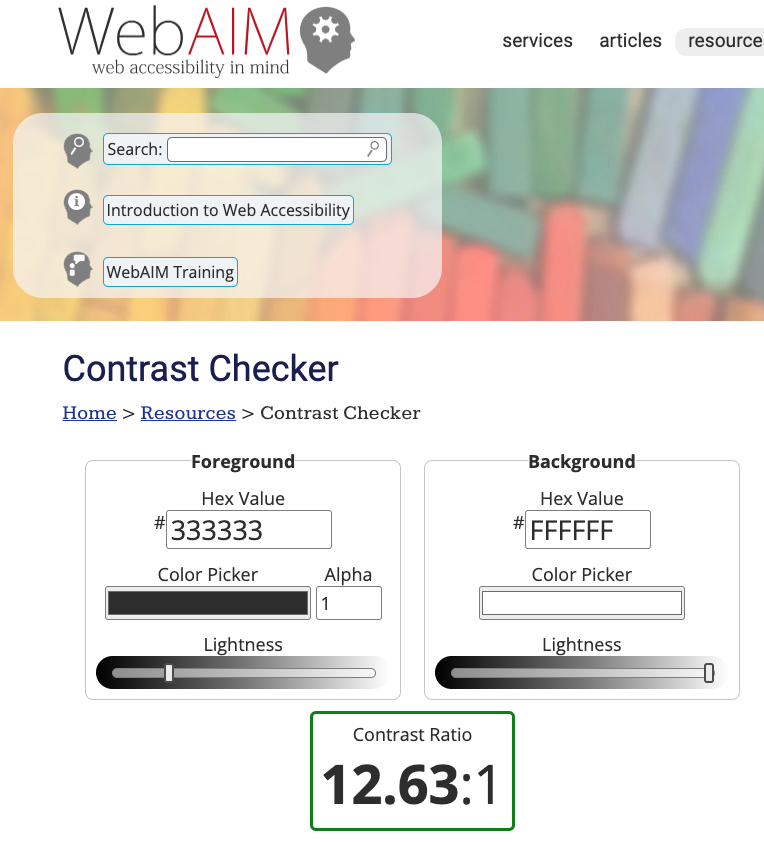 WebAIM
web accessibility in mind
services articles resource
Search:
Introduction to Web Accessibility
WebAIM Training
Contrast Checker
Home > Resources > Contrast Checker
Foreground
Hex Value
#333333
Color Picker Alpha
1
Lightness
Background
Hex Value
#FFFFFF
Color Picker
Lightness
Contrast Ratio
12.63:1